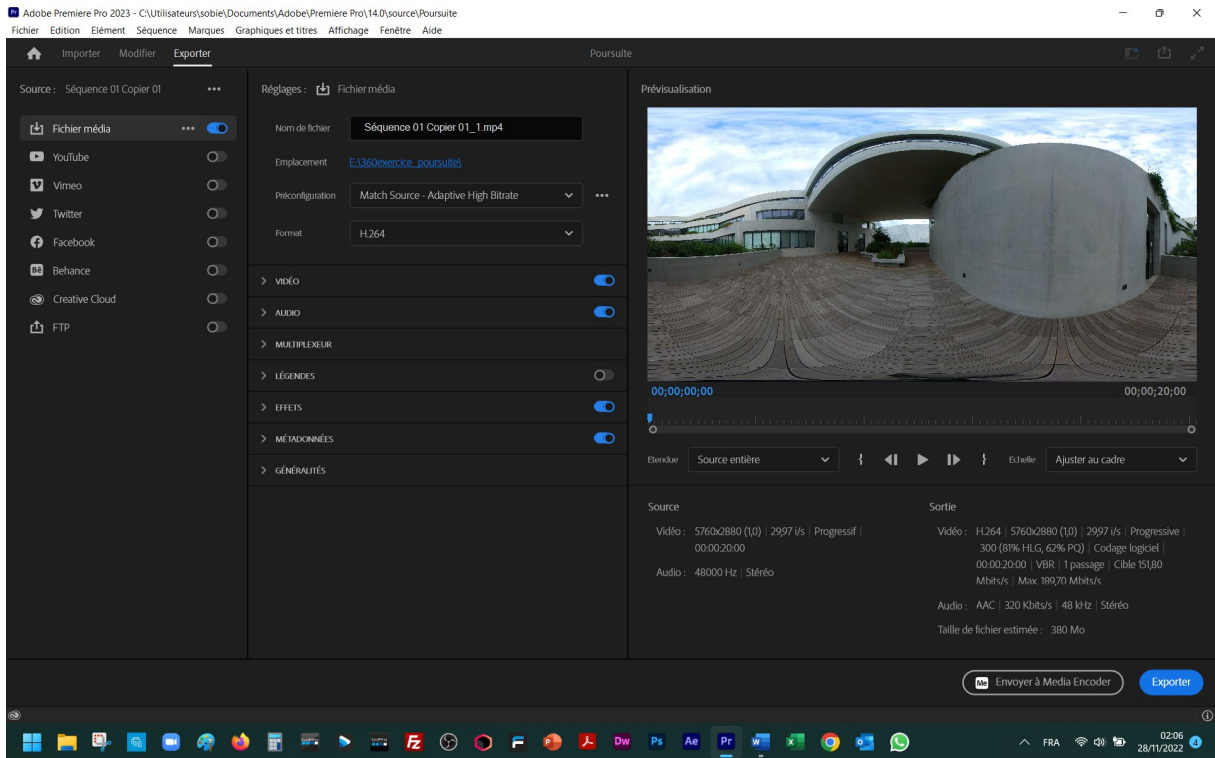 Adobe Premiere Pro 2023 - C:\Utilisateurs\sobie\Documents\Adobe\Premiere Pro\14.0\source\Poursuite
Fichier Edition Elément Séquence Marques Graphiques et titres Affichage Fenêtre Aide
Importer Modifier Exporter
Poursuite
Source : Séquence 01 Copier 01
Fichier média
YouTube
Vimeo
Twitter
Facebook
Behance
Creative Cloud
FTP
Réglages : Fichier média
Nom de fichier Séquence 01 Copier 01_1.mp4
Emplacement E:\360exercice_poursuite\
Préconfiguration Match Source - Adaptive High Bitrate
Format H.264
VIDÉO
AUDIO
MULTIPLEXEUR
LÉGENDES
EFFETS
MÉTADONNÉES
GÉNÉRALITÉS
Prévisualisation
00;00;00;00 00;00;20;00
Etendue Source entière Echelle Ajuster au cadre
Source
Vidéo : 5760x2880 (1,0) | 29,97 i/s | Progressif |
00:00:20:00
Audio : 48000 Hz | Stéréo
Sortie
Vidéo : H.264 | 5760x2880 (1,0) | 29,97 i/s | Progressive |
300 (81% HLG, 62% PQ) | Codage logiciel |
00:00:20:00 | VBR | 1 passage | Cible 151,80
Mbits/s | Max. 189,70 Mbits/s
Audio : AAC | 320 Kbits/s | 48 kHz | Stéréo
Taille de fichier estimée : 380 Mo
Me Envoyer à Media Encoder Exporter
Dw Ps Ae Pr
FRA
02:06
28/11/2022
4